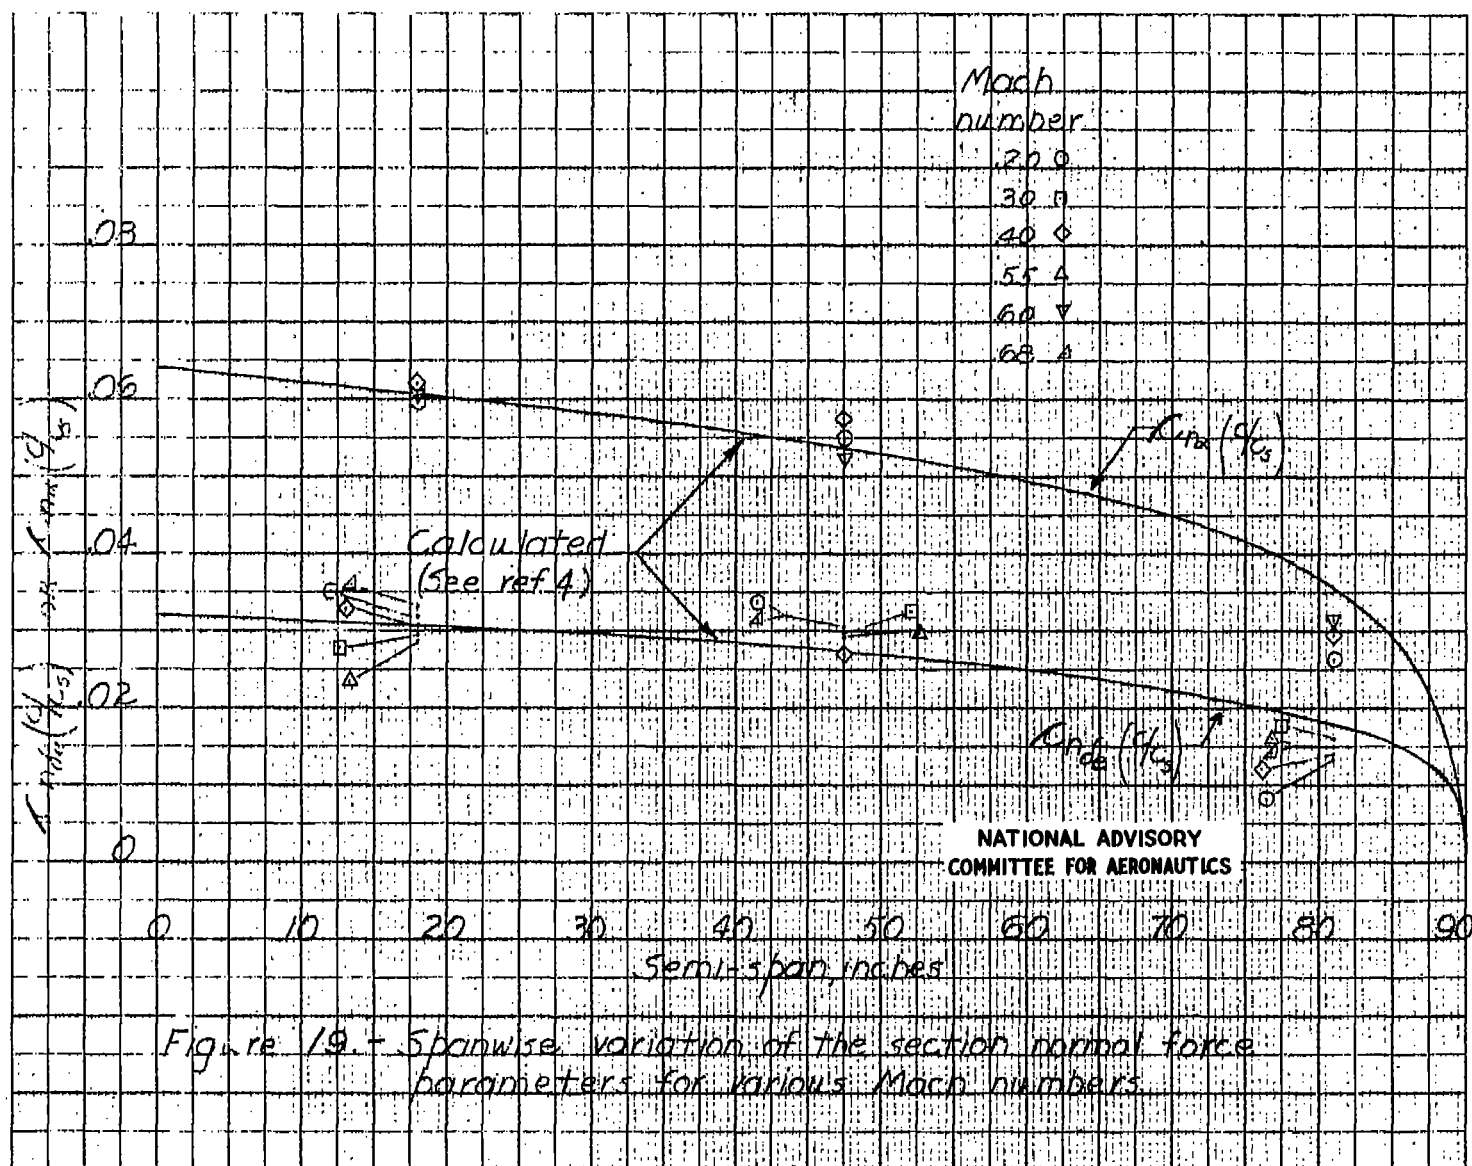 Mach
number
.20
.30
.40
.55
.60
.68
.08
.06
.04
.02
0
Calculated
(See ref. 4)
NATIONAL ADVISORY
COMMITTEE FOR AERONAUTICS
0 10 20 30 40 50 60 70 80 90
Semi-span, inches
Figure 19.- Spanwise variation of the section normal force
parameters for various Mach numbers.